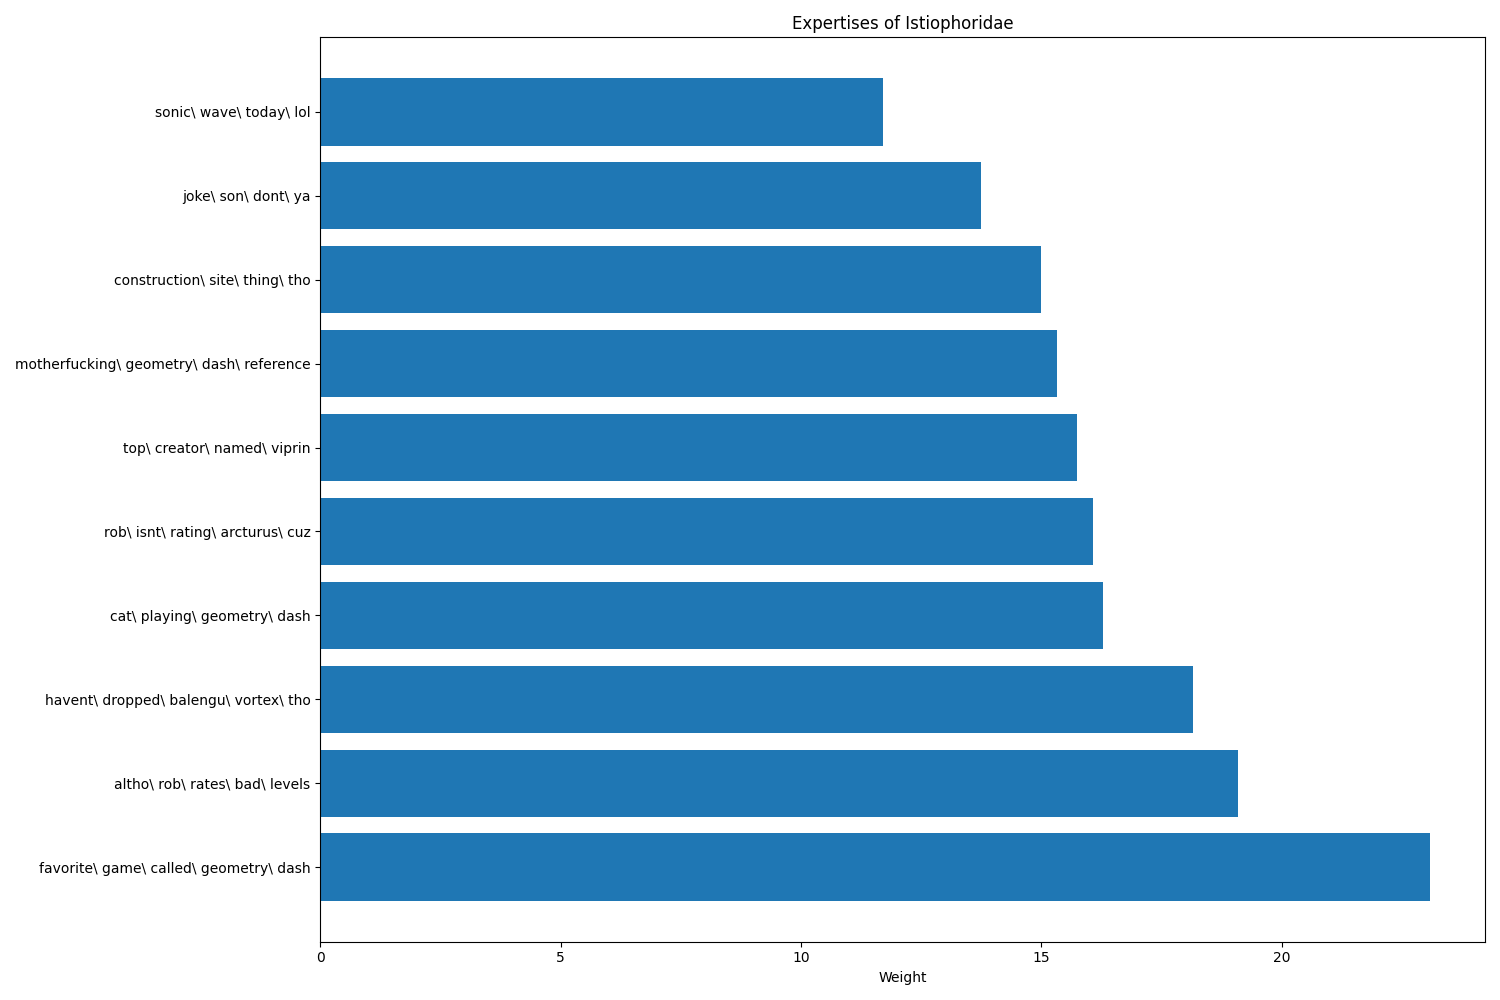 Expertises of Istiophoridae
sonic\ wave\ today\ lol
joke\ son\ dont\ ya
construction\ site\ thing\ tho
motherfucking\ geometry\ dash\ reference
top\ creator\ named\ viprin
rob\ isnt\ rating\ arcturus\ cuz
cat\ playing\ geometry\ dash
havent\ dropped\ balengu\ vortex\ tho
altho\ rob\ rates\ bad\ levels
favorite\ game\ called\ geometry\ dash
0 5 10 15 20
Weight